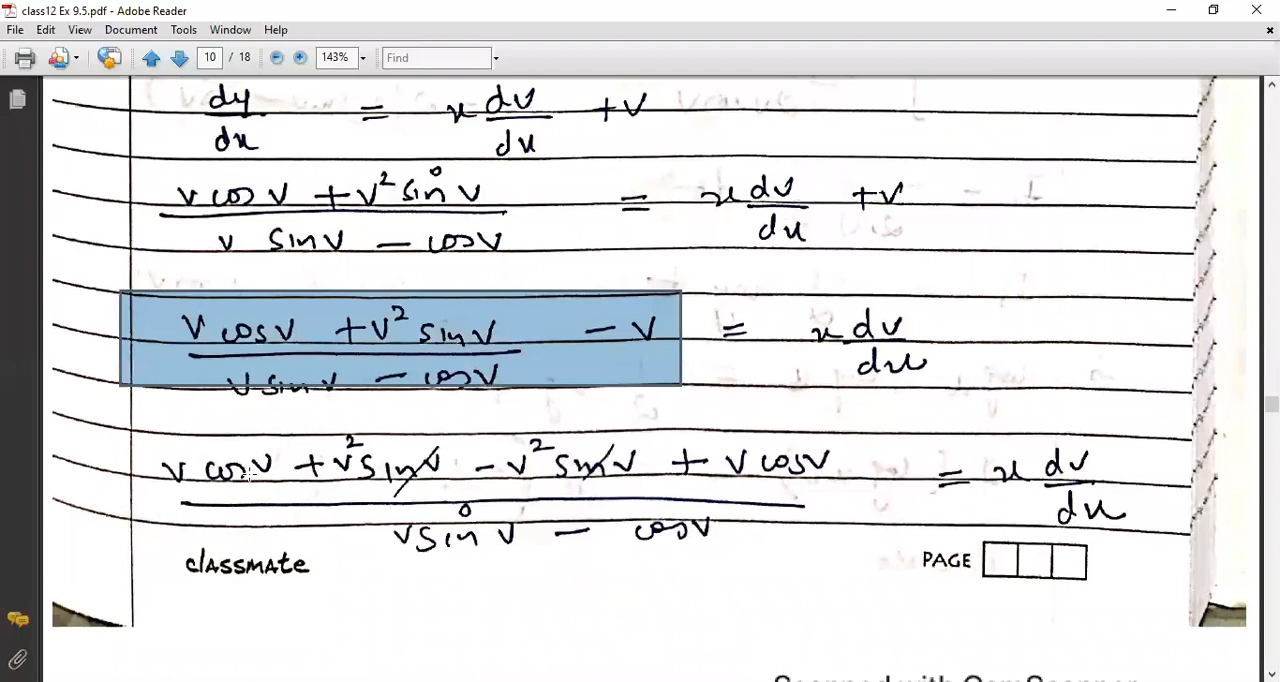 class12 Ex 9.5.pdf - Adobe Reader
File Edit View Document Tools Window Help
10 / 18 143% Find
dy/dx = x dv/dx + v
(v cos v + v² sin v)/(v sin v - cos v) = x dv/dx + v
(v cos v + v² sin v)/(v sin v - cos v) - v = x dv/dx
(v cos v + v² sin v - v² sin v + v cos v)/(v sin v - cos v) = x dv/dx
classmate PAGE